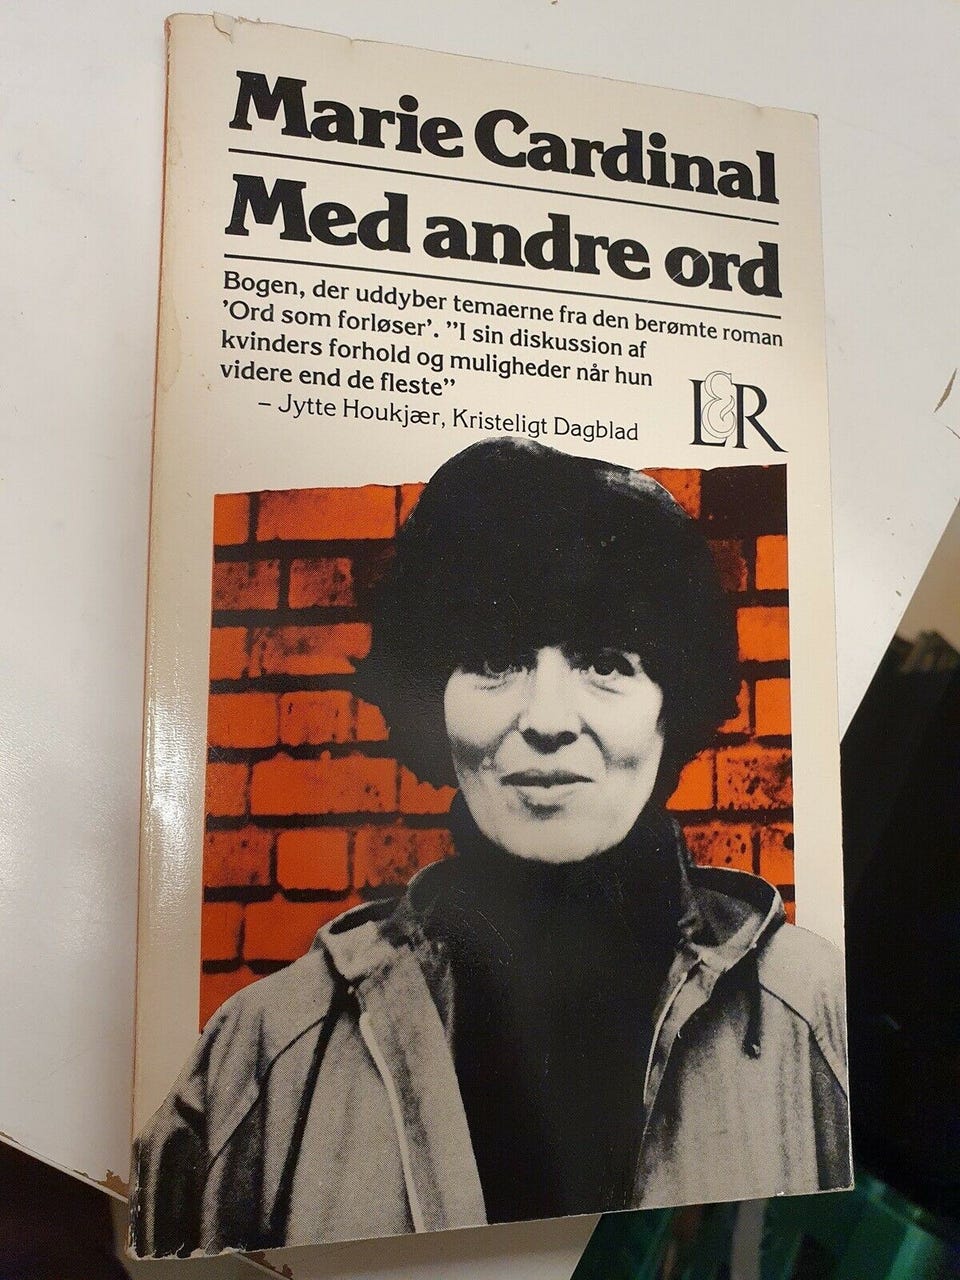 Marie Cardinal
Med andre ord
Bogen, der uddyber temaerne fra den berømte roman
’Ord som forløser’. ”I sin diskussion af
kvinders forhold og muligheder når hun
videre end de fleste”
– Jytte Houkjær, Kristeligt Dagblad
L&R